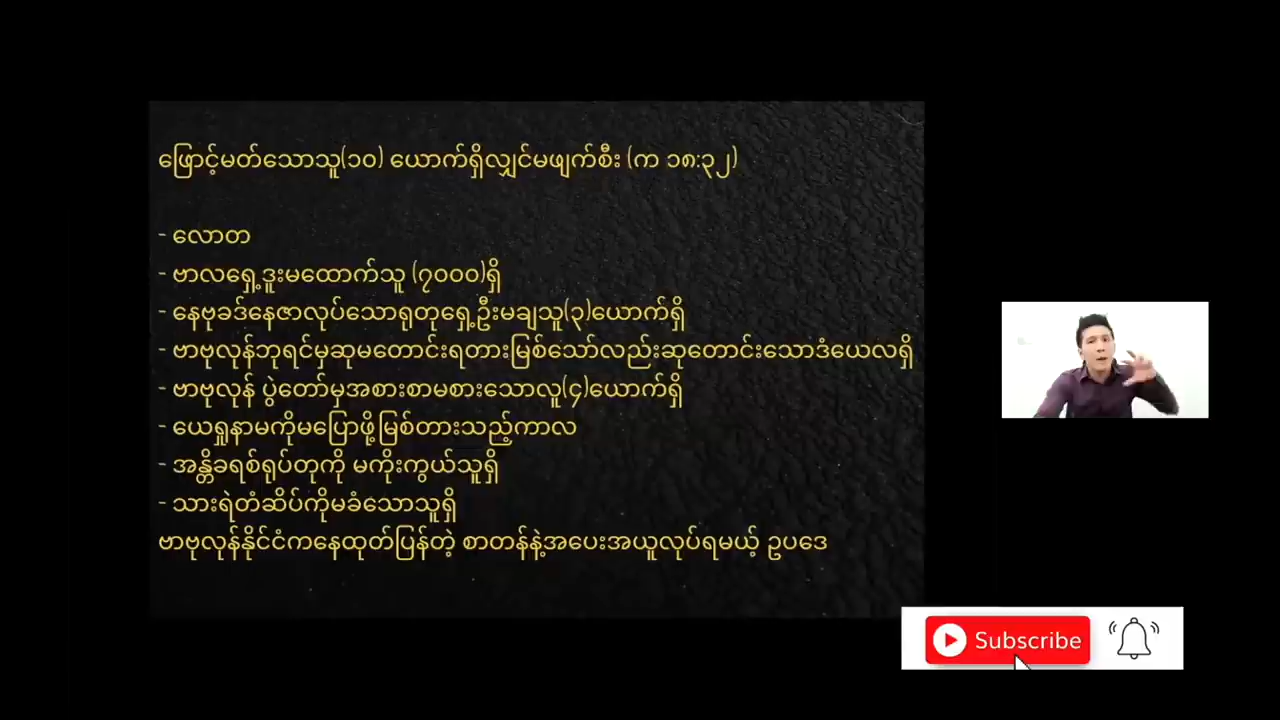 ဖြောင့်မတ်သောသူ(၁၀) ယောက်ရှိလျှင်မဖျက်စီး (က ၁၈:၃၂)
- လောတ
- ဗာလရှေ့ဒူးမထောက်သူ (၇၀၀၀)ရှိ
- နေဗုခဒ်နေဇာလုပ်သောရုတုရှေ့ဦးမချသူ(၃)ယောက်ရှိ
- ဗာဗုလုန်ဘုရင်မှဆုမတောင်းရတားမြစ်သော်လည်းဆုတောင်းသောဒံယေလရှိ
- ဗာဗုလုန် ပွဲတော်မှအစားစာမစားသောလူ(၄)ယောက်ရှိ
- ယေရှုနာမကိုမပြောဖို့မြစ်တားသည့်ကာလ
- အန္တိခရစ်ရုပ်တုကို မကိုးကွယ်သူရှိ
- သားရဲတံဆိပ်ကိုမခံသောသူရှိ
ဗာဗုလုန်နိုင်ငံကနေထုတ်ပြန်တဲ့ စာတန်နဲ့အပေးအယူလုပ်ရမယ့် ဥပဒေ
Subscribe